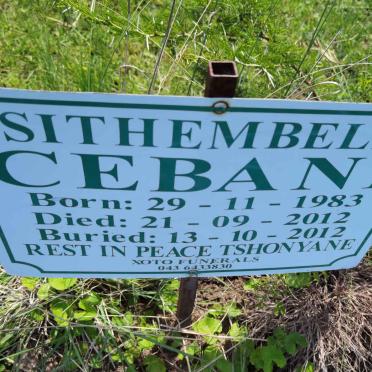 SITHEMBEL
CEBAN
Born: 29 - 11 - 1983
Died: 21 - 09 - 2012
Buried: 13 - 10 - 2012
REST IN PEACE TSHONYANE
XOTO FUNERALS
043 6433830